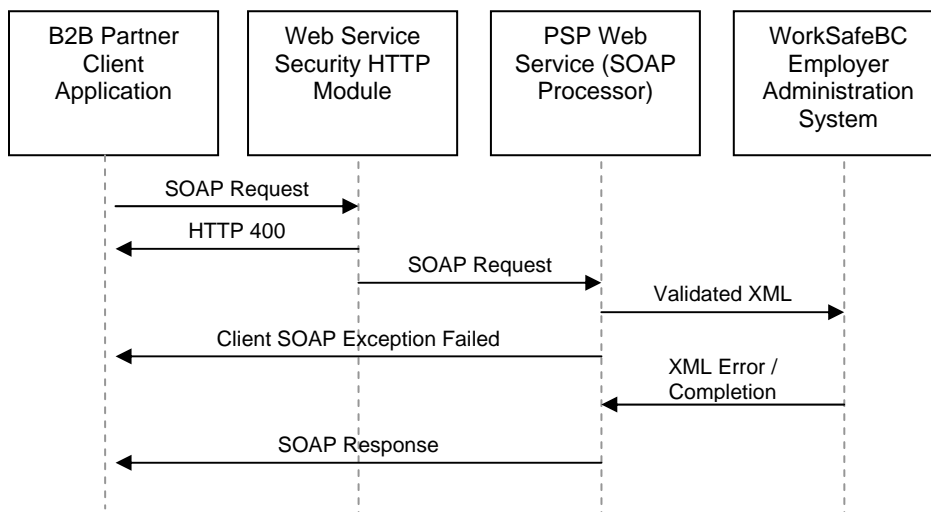 B2B Partner
Client
Application
Web Service
Security HTTP
Module
PSP Web
Service (SOAP
Processor)
WorkSafeBC
Employer
Administration
System
SOAP Request
HTTP 400
SOAP Request
Validated XML
Client SOAP Exception Failed
XML Error /
Completion
SOAP Response